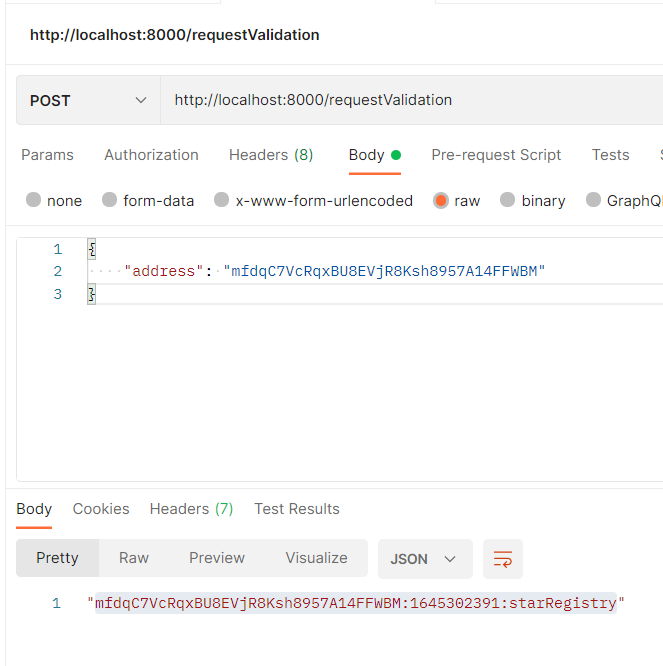 http://localhost:8000/requestValidation
POST http://localhost:8000/requestValidation
Params Authorization Headers (8) Body Pre-request Script Tests
none form-data x-www-form-urlencoded raw binary GraphQL
1 {
2 "address": "mfdqC7VcRqxBU8EVjR8Ksh8957A14FFWBM"
3 }
Body Cookies Headers (7) Test Results
Pretty Raw Preview Visualize JSON
1 "mfdqC7VcRqxBU8EVjR8Ksh8957A14FFWBM:1645302391:starRegistry"